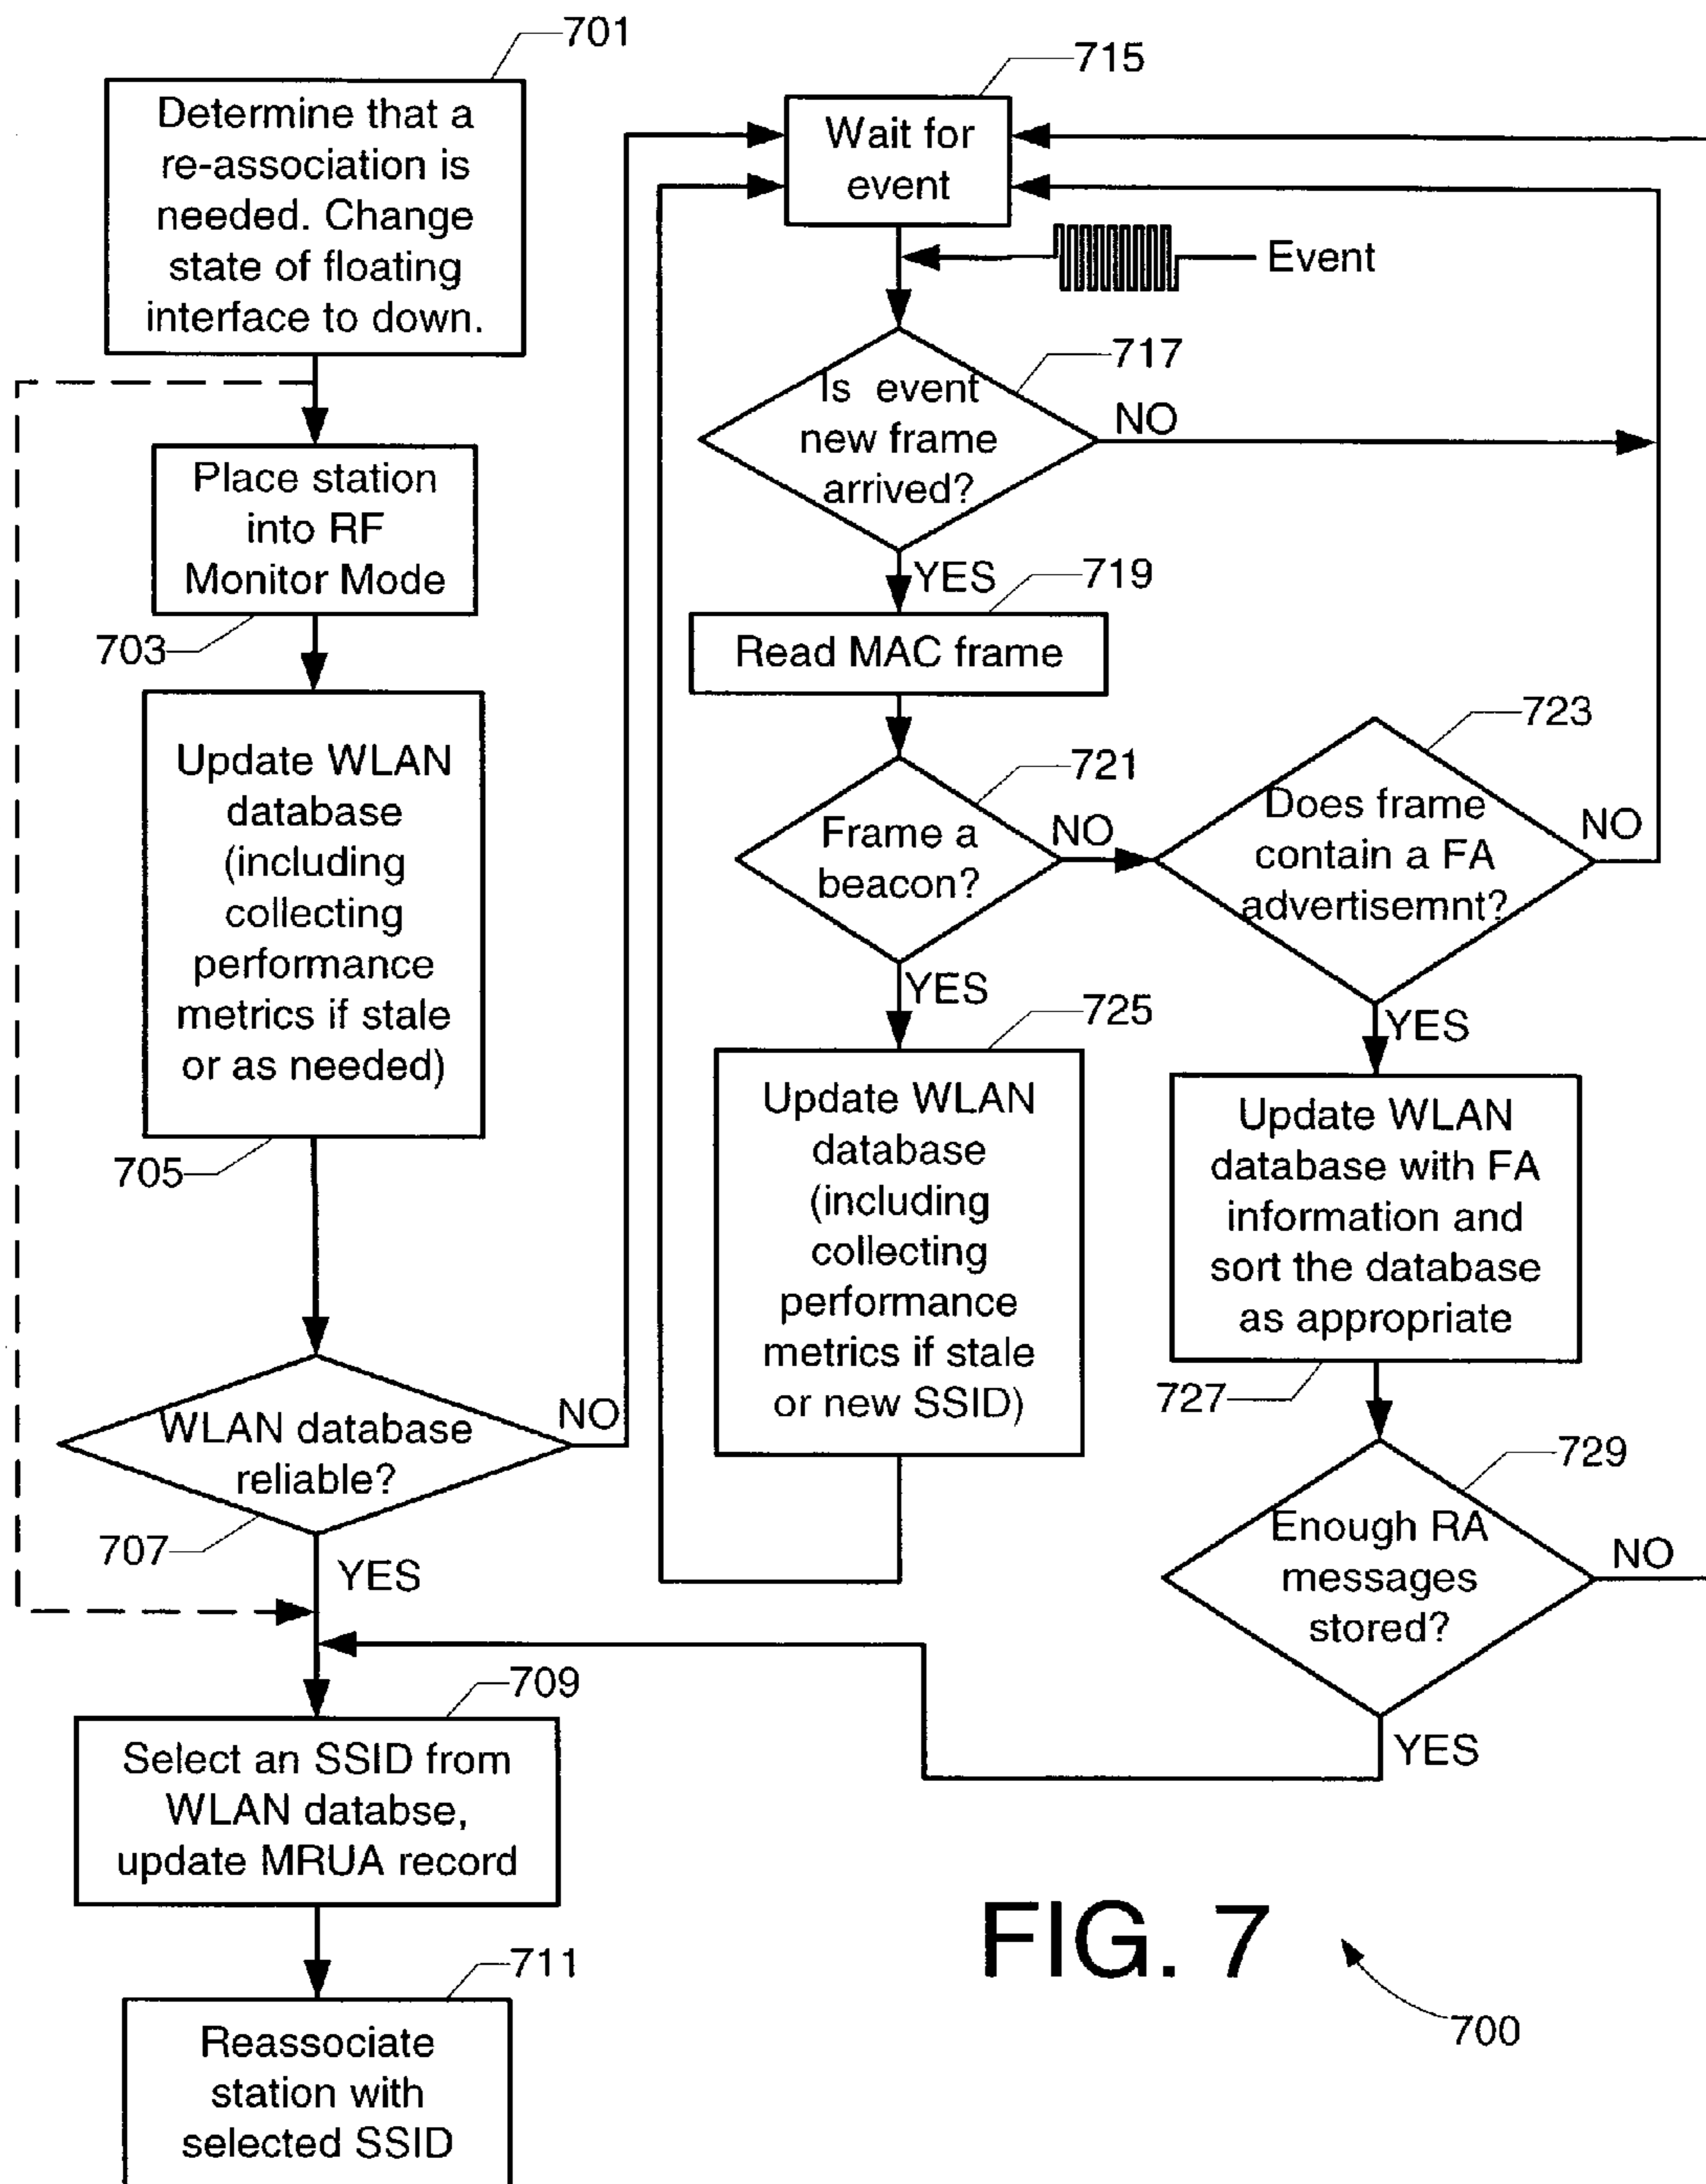 701
Determine that a
re-association is
needed. Change
state of floating
interface to down.
Place station
into RF
Monitor Mode
703
Update WLAN
database
(including
collecting
performance
metrics if stale
or as needed)
705
WLAN database
reliable?
NO
707
YES
709
Select an SSID from
WLAN databse,
update MRUA record
711
Reassociate
station with
selected SSID
715
Wait for
event
Event
717
Is event
new frame
arrived?
NO
YES
719
Read MAC frame
721
Frame a
beacon?
NO
YES
723
Does frame
contain a FA
advertisemnt?
NO
YES
725
Update WLAN
database
(including
collecting
performance
metrics if stale
or new SSID)
Update WLAN
database with FA
information and
sort the database
as appropriate
727
729
Enough RA
messages
stored?
NO
YES
FIG. 7
700